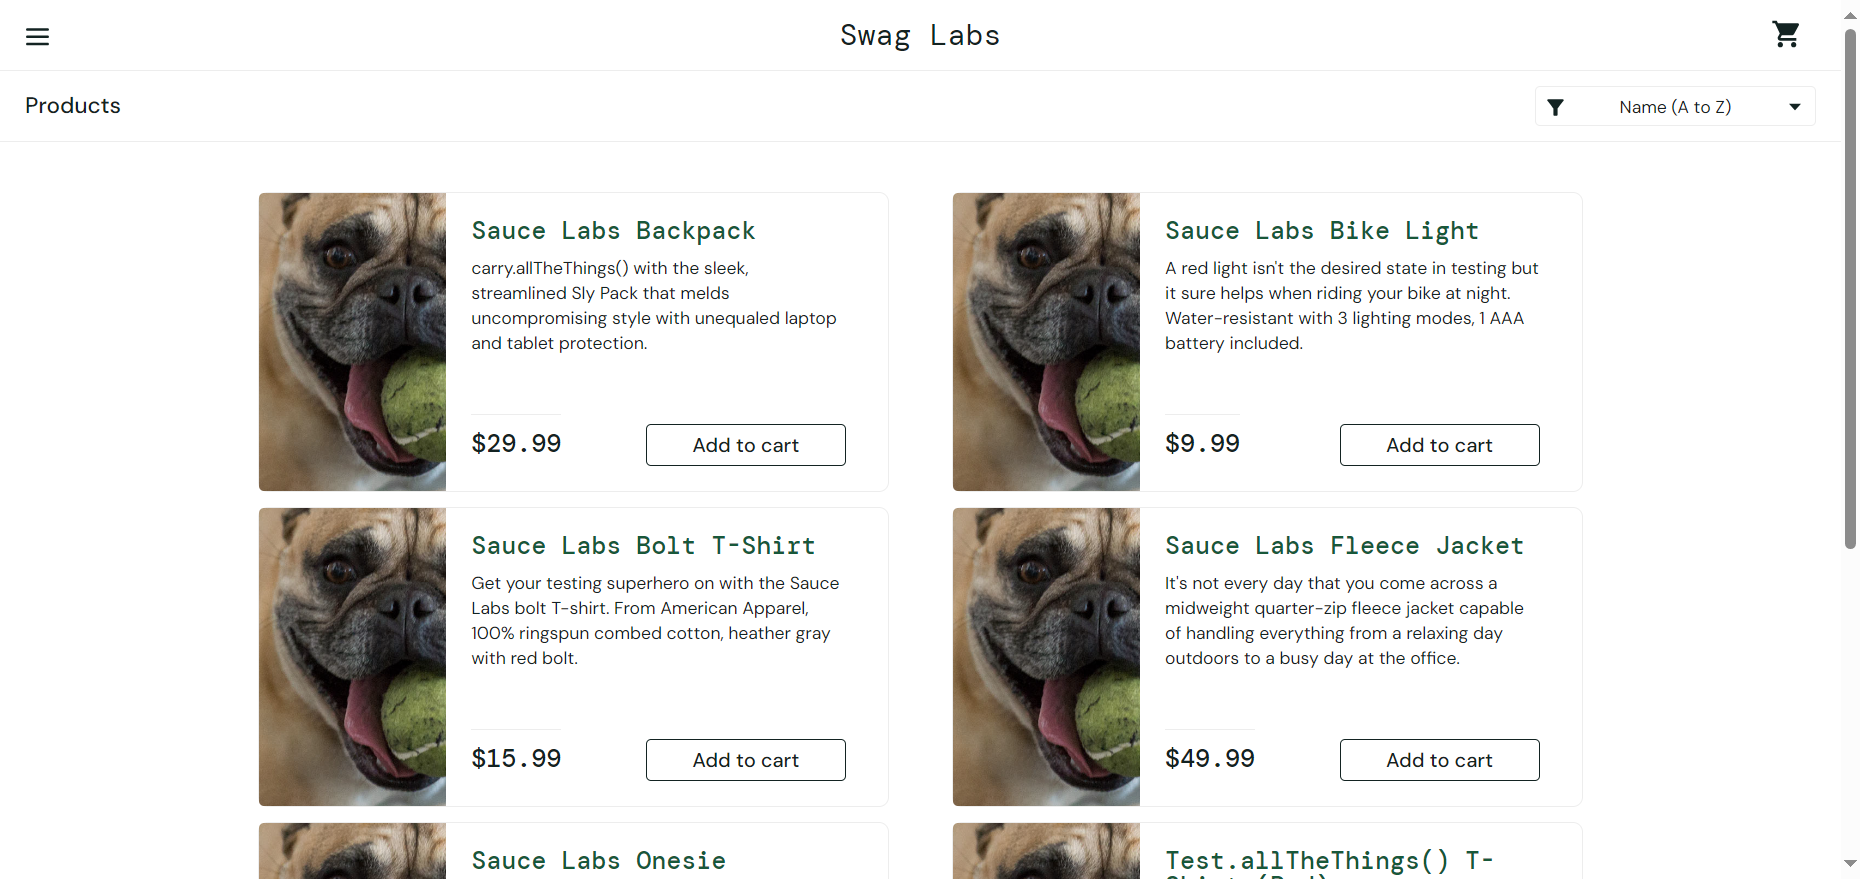 Swag Labs
Products
Name (A to Z)
Sauce Labs Backpack
carry.allTheThings() with the sleek,
streamlined Sly Pack that melds
uncompromising style with unequaled laptop
and tablet protection.
$29.99
Add to cart
Sauce Labs Bike Light
A red light isn't the desired state in testing but
it sure helps when riding your bike at night.
Water-resistant with 3 lighting modes, 1 AAA
battery included.
$9.99
Add to cart
Sauce Labs Bolt T-Shirt
Get your testing superhero on with the Sauce
Labs bolt T-shirt. From American Apparel,
100% ringspun combed cotton, heather gray
with red bolt.
$15.99
Add to cart
Sauce Labs Fleece Jacket
It's not every day that you come across a
midweight quarter-zip fleece jacket capable
of handling everything from a relaxing day
outdoors to a busy day at the office.
$49.99
Add to cart
Sauce Labs Onesie
Test.allTheThings() T-